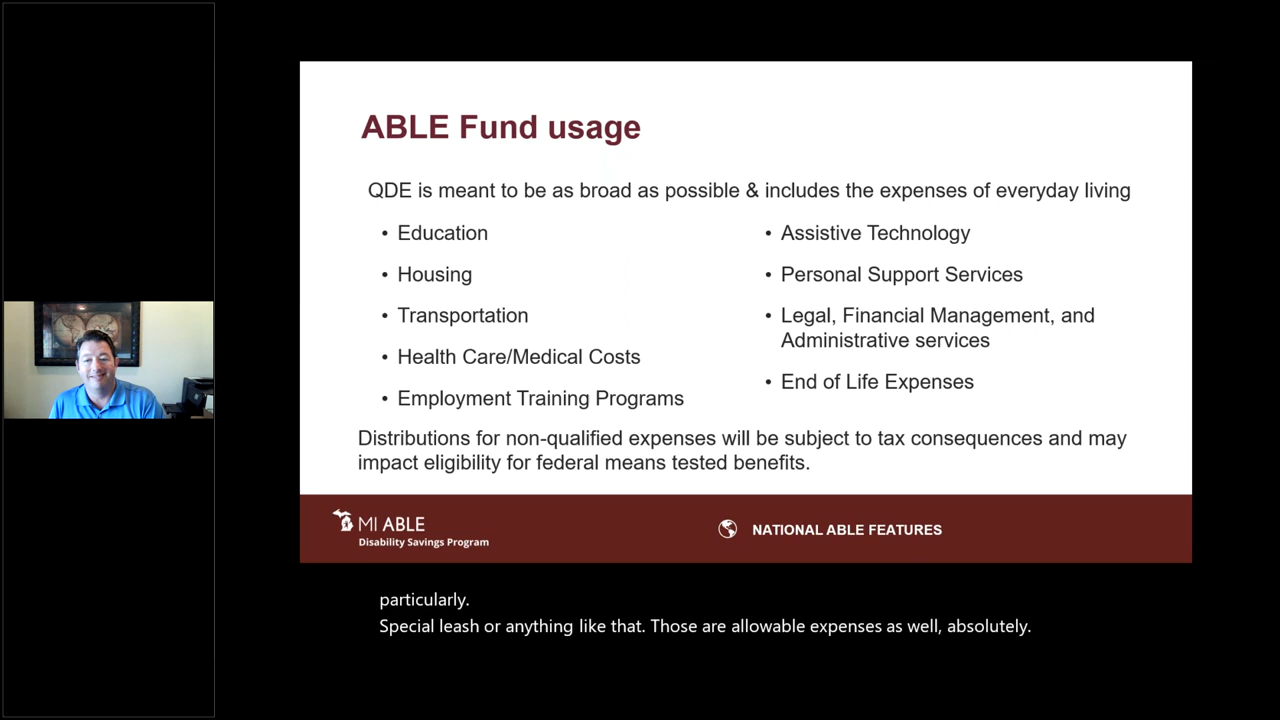 ABLE Fund usage
QDE is meant to be as broad as possible & includes the expenses of everyday living
• Education
• Housing
• Transportation
• Health Care/Medical Costs
• Employment Training Programs
• Assistive Technology
• Personal Support Services
• Legal, Financial Management, and
Administrative services
• End of Life Expenses
Distributions for non-qualified expenses will be subject to tax consequences and may
impact eligibility for federal means tested benefits.
MI ABLE
Disability Savings Program
NATIONAL ABLE FEATURES
particularly.
Special leash or anything like that. Those are allowable expenses as well, absolutely.